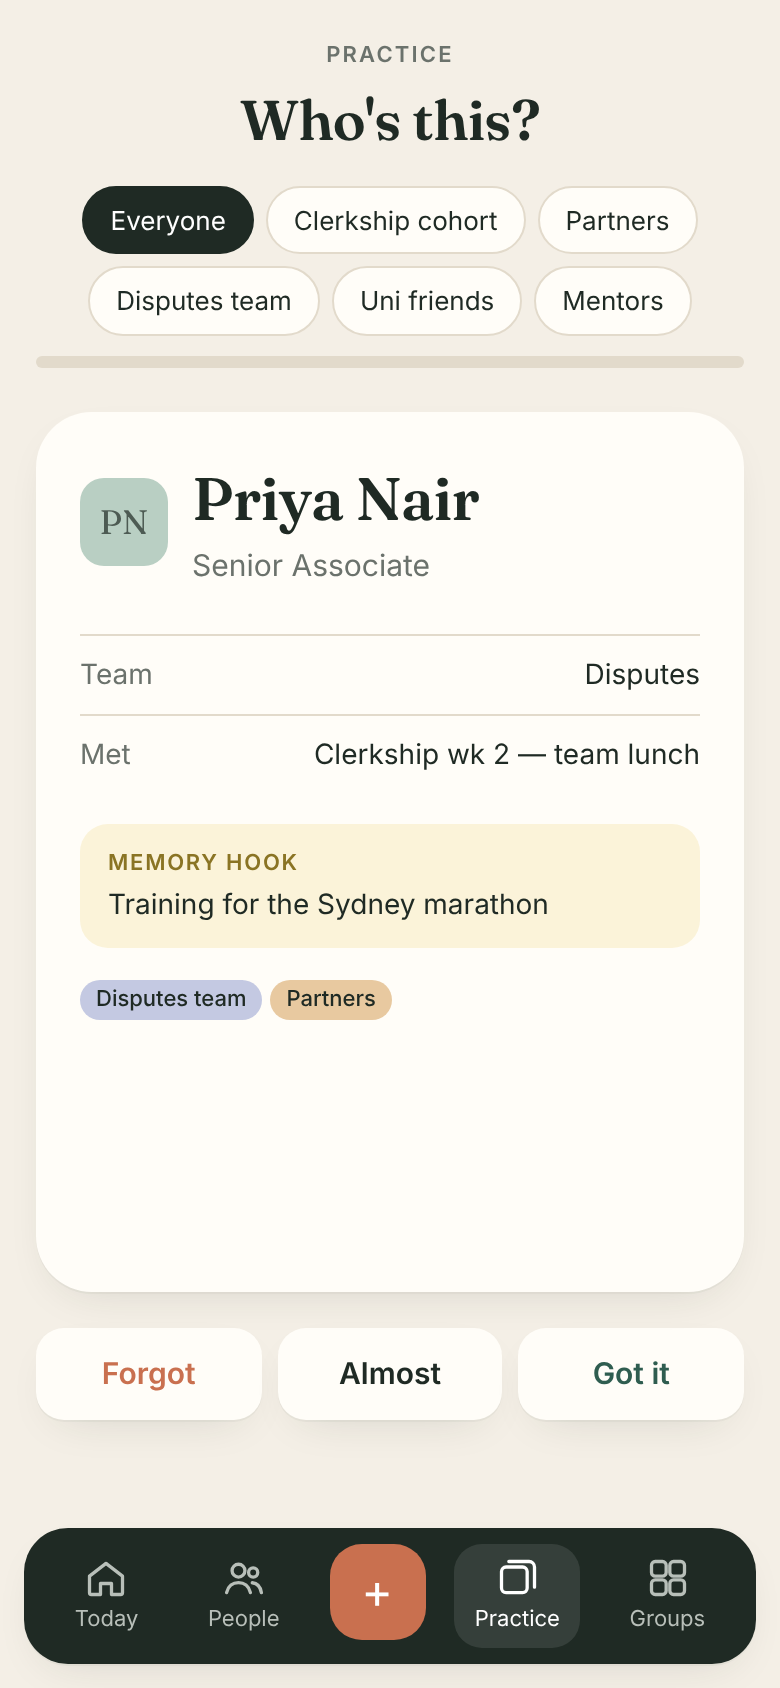 PRACTICE
Who's this?
Everyone
Clerkship cohort
Partners
Disputes team
Uni friends
Mentors
PN
Priya Nair
Senior Associate
Team
Disputes
Met
Clerkship wk 2 — team lunch
MEMORY HOOK
Training for the Sydney marathon
Disputes team
Partners
Forgot
Almost
Got it
Today
People
+
Practice
Groups